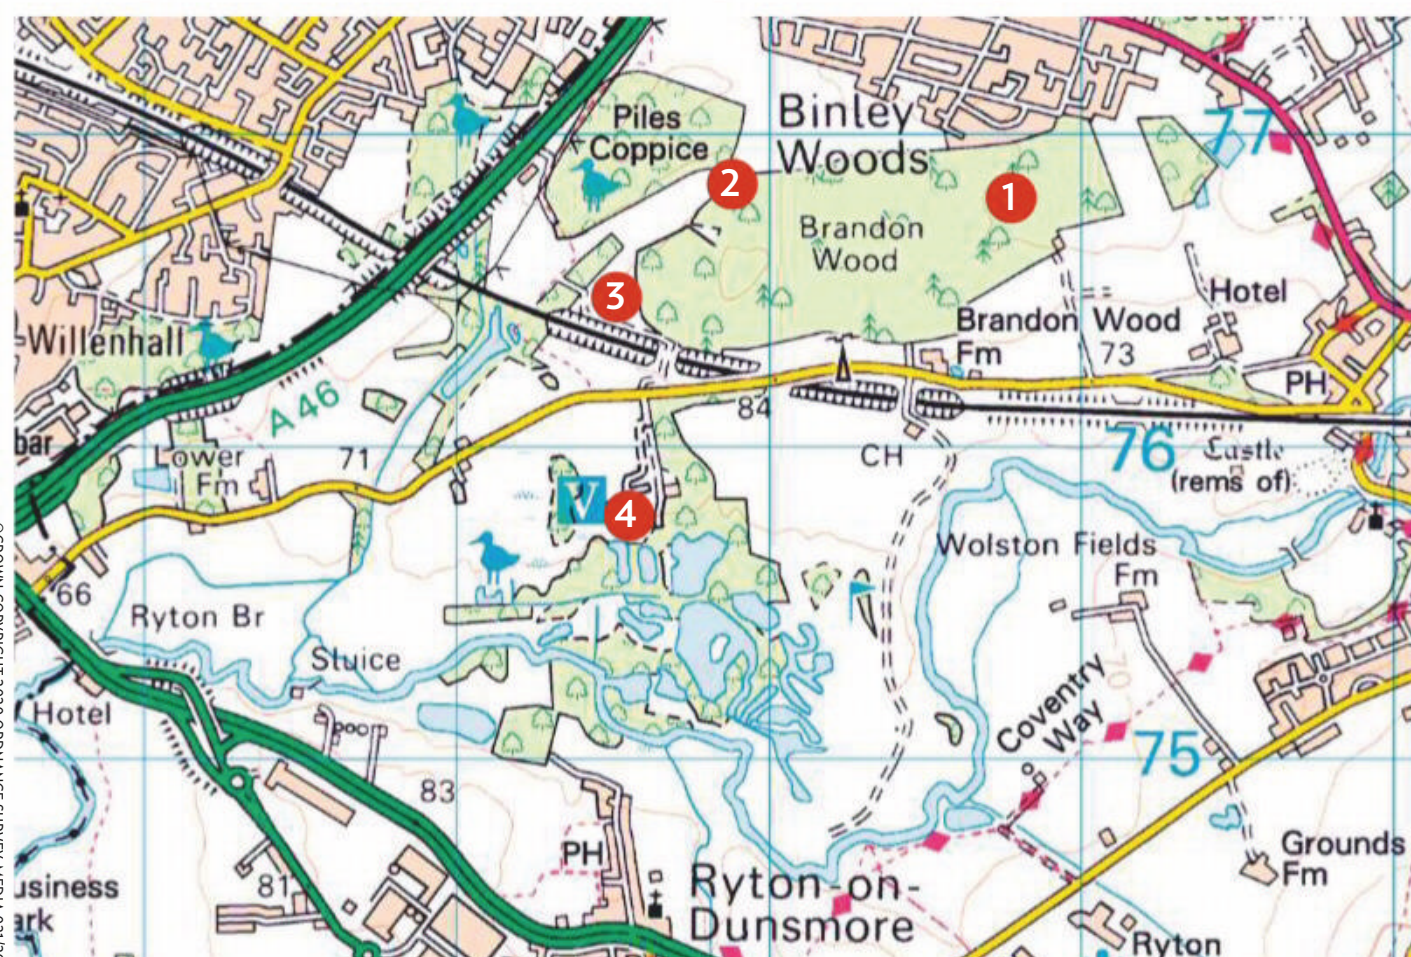 Piles
Coppice
Binley
Woods
77
2
1
Brandon
Wood
3
Hotel
Willenhall
Brandon Wood
Fm
73
PH
A 46
84
bar
71
CH
76
Castle
(rems of)
ower
Fm
V
4
Wolston Fields
Fm
66
Ryton Br
Sluice
70
Coventry
Way
Hotel
75
83
PH
Grounds
Fm
usiness
ark
81
Ryton-on-
Dunsmore
Ryton